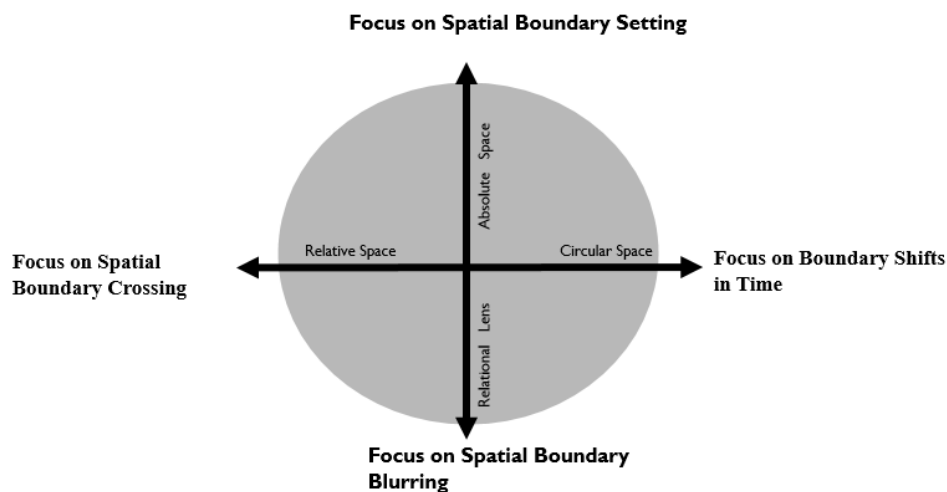 Focus on Spatial Boundary Setting
Absolute Space
Relative Space
Circular Space
Focus on Spatial
Boundary Crossing
Focus on Boundary Shifts
in Time
Relational Lens
Focus on Spatial Boundary
Blurring